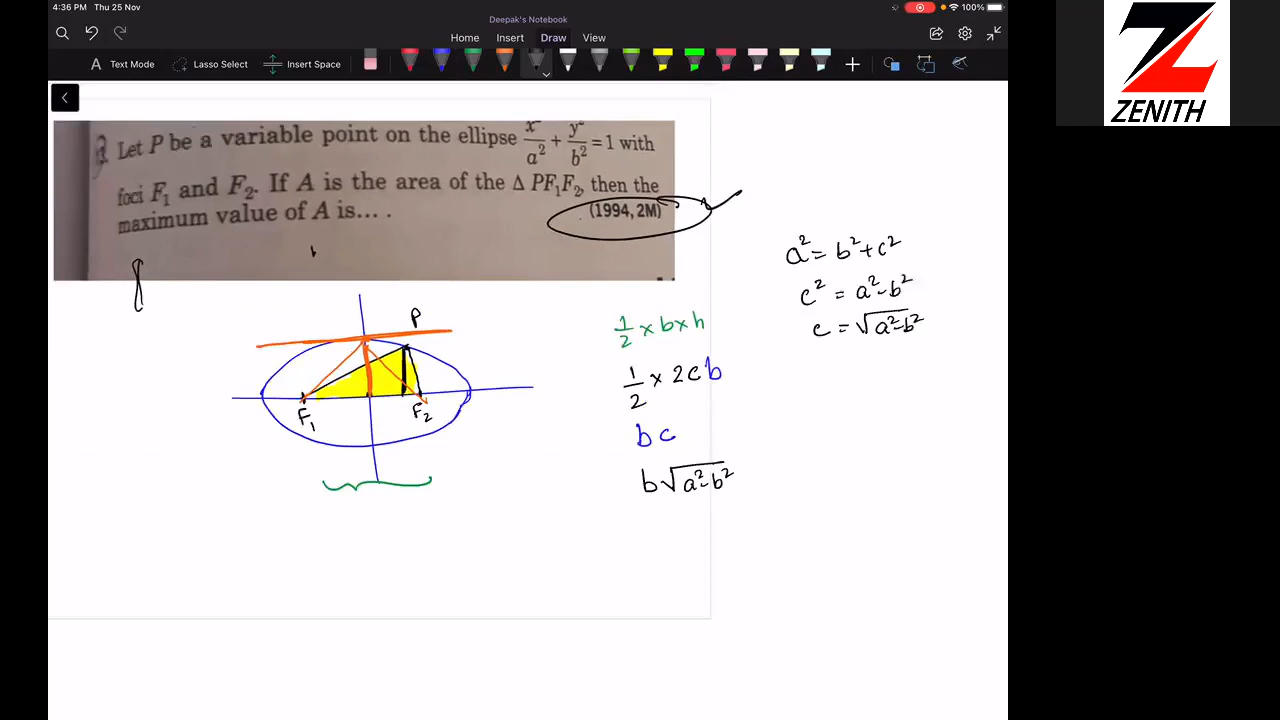 4:36 PM Thu 25 Nov
100%
Deepak's Notebook
Home Insert Draw View
Text Mode Lasso Select Insert Space
ZENITH
Let P be a variable point on the ellipse x²/a² + y²/b² = 1 with
foci F₁ and F₂. If A is the area of the Δ PF₁F₂, then the
maximum value of A is... .
(1994, 2M)
a² = b² + c²
c² = a² - b²
c = √a² - b²
P
F₁
F₂
1/2 × b × h
1/2 × 2c b
b c
b√a² - b²